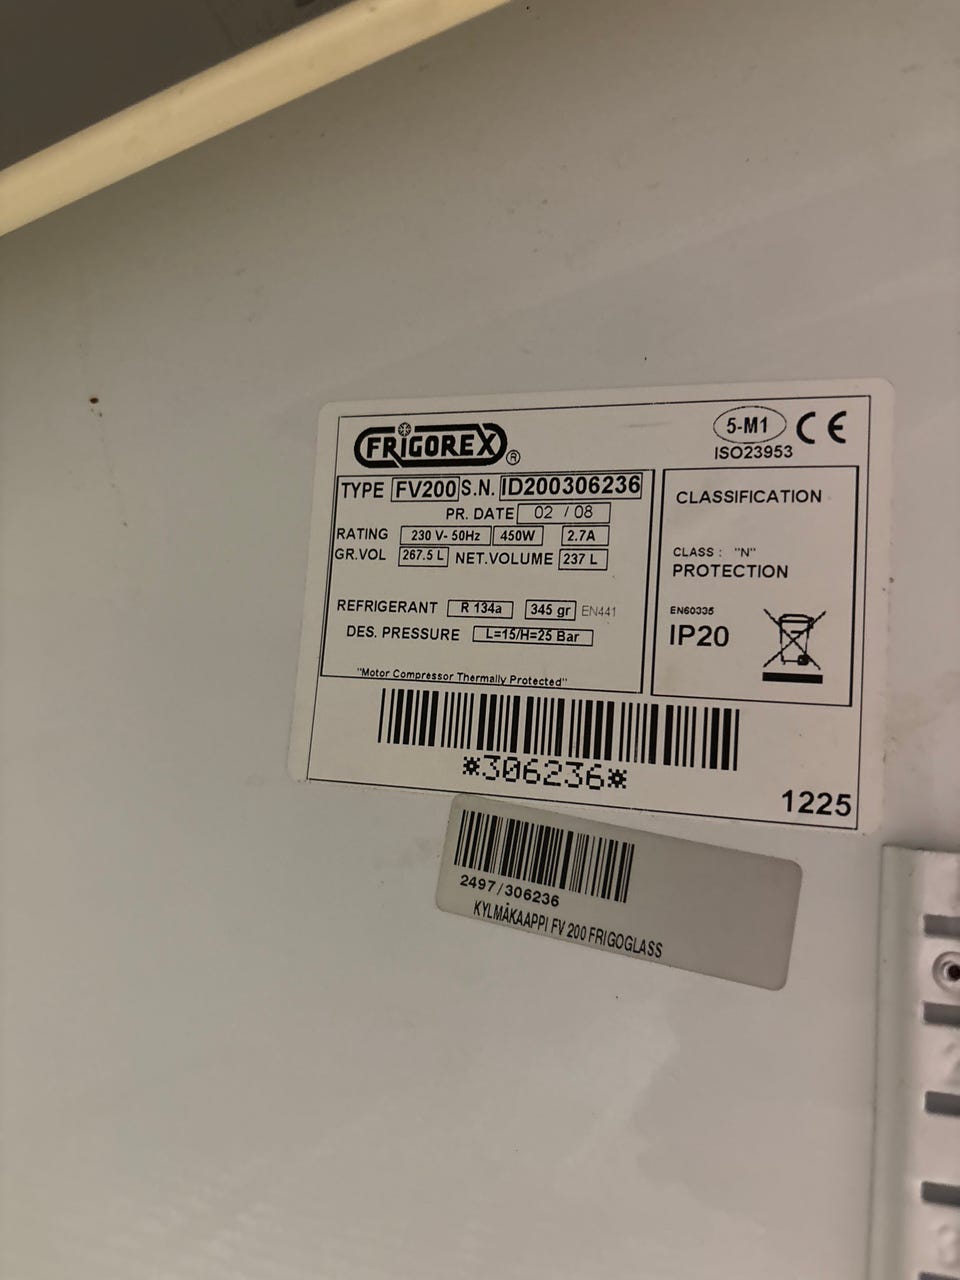 FRIGOREX ®
5-M1 CE
ISO23953
TYPE FV200 S.N. ID200306236
PR. DATE 02 / 08
RATING 230 V- 50Hz 450W 2.7A
GR.VOL 267.5 L NET.VOLUME 237 L
REFRIGERANT R 134a 345 gr EN441
DES. PRESSURE L=15/H=25 Bar
"Motor Compressor Thermally Protected"
CLASSIFICATION
CLASS : "N"
PROTECTION
EN60335
IP20
*306236*
1225
2497/306236
KYLMÄKAAPPI FV 200 FRIGOGLASS